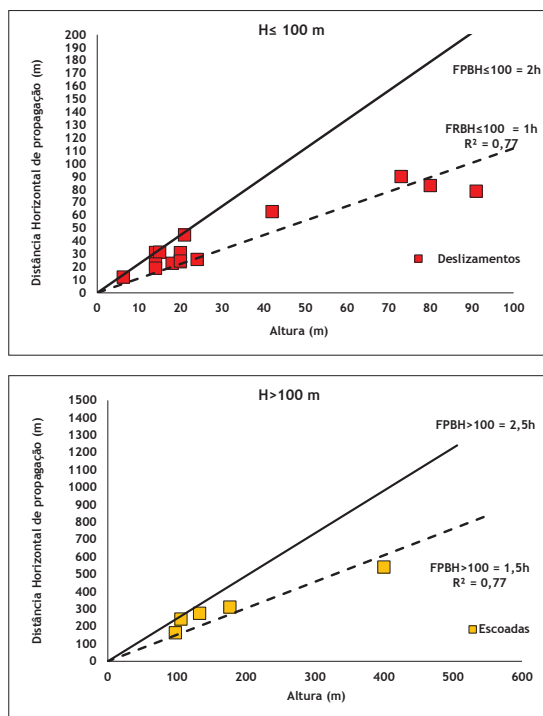 H≤ 100 m
Distância Horizontal de propagação (m)
200
190
180
170
160
150
140
130
120
110
100
90
80
70
60
50
40
30
20
10
0
FPBH≤100 = 2h
FRBH≤100 = 1h
R² = 0,77
Deslizamentos
0 10 20 30 40 50 60 70 80 90 100
Altura (m)
H>100 m
Distância Horizontal de propagação (m)
1500
1400
1300
1200
1100
1000
900
800
700
600
500
400
300
200
100
0
FPBH>100 = 2,5h
FPBH>100 = 1,5h
R² = 0,77
Escoadas
0 100 200 300 400 500 600
Altura (m)